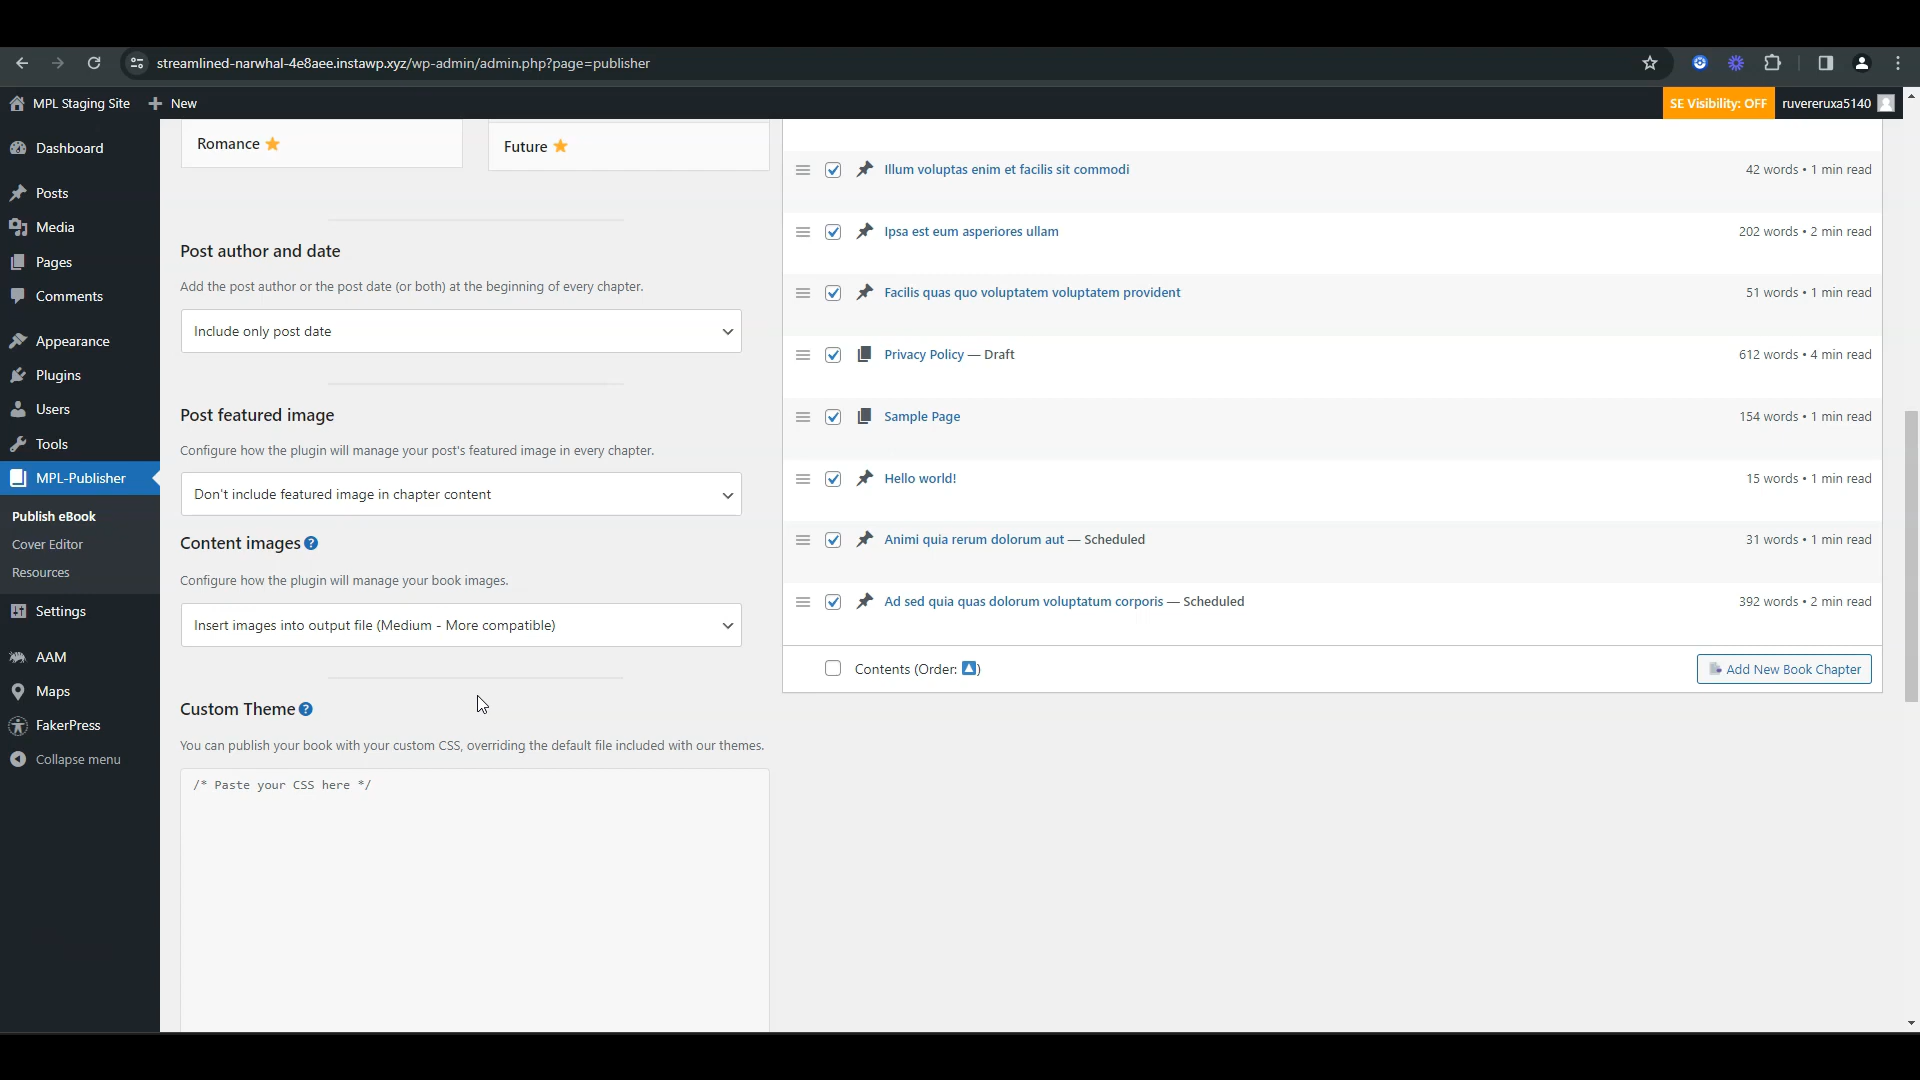 streamlined-narwhal-4e8aee.instawp.xyz/wp-admin/admin.php?page=publisher
MPL Staging Site
New
SE Visibility: OFF
ruvereruxa5140
Dashboard
Posts
Media
Pages
Comments
Appearance
Plugins
Users
Tools
MPL-Publisher
Publish eBook
Cover Editor
Resources
Settings
AAM
Maps
FakerPress
Collapse menu
Romance
Future
Post author and date
Add the post author or the post date (or both) at the beginning of every chapter.
Include only post date
Post featured image
Configure how the plugin will manage your post's featured image in every chapter.
Don't include featured image in chapter content
Content images ?
Configure how the plugin will manage your book images.
Insert images into output file (Medium - More compatible)
Custom Theme ?
You can publish your book with your custom CSS, overriding the default file included with our themes.
/* Paste your CSS here */
Illum voluptas enim et facilis sit commodi 42 words • 1 min read
Ipsa est eum asperiores ullam 202 words • 2 min read
Facilis quas quo voluptatem voluptatem provident 51 words • 1 min read
Privacy Policy — Draft 612 words • 4 min read
Sample Page 154 words • 1 min read
Hello world! 15 words • 1 min read
Animi quia rerum dolorum aut — Scheduled 31 words • 1 min read
Ad sed quia quas dolorum voluptatum corporis — Scheduled 392 words • 2 min read
Contents (Order: 🔼) Add New Book Chapter